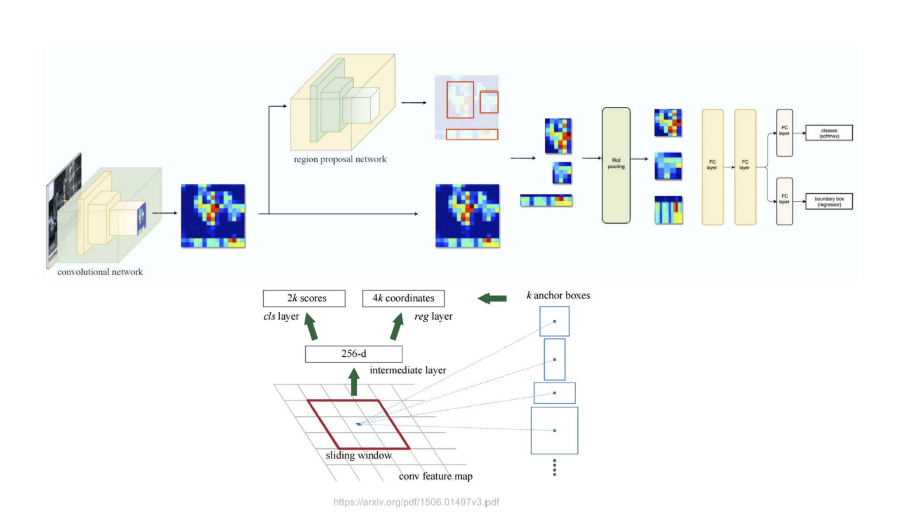 region proposal network
convolutional network
RoI
pooling
FC
layer
FC
layer
FC
layer
classes
(softmax)
FC
layer
boundary box
(regression)
2k scores
4k coordinates
k anchor boxes
cls layer
reg layer
256-d
intermediate layer
sliding window
conv feature map
https://arxiv.org/pdf/1506.01497v3.pdf